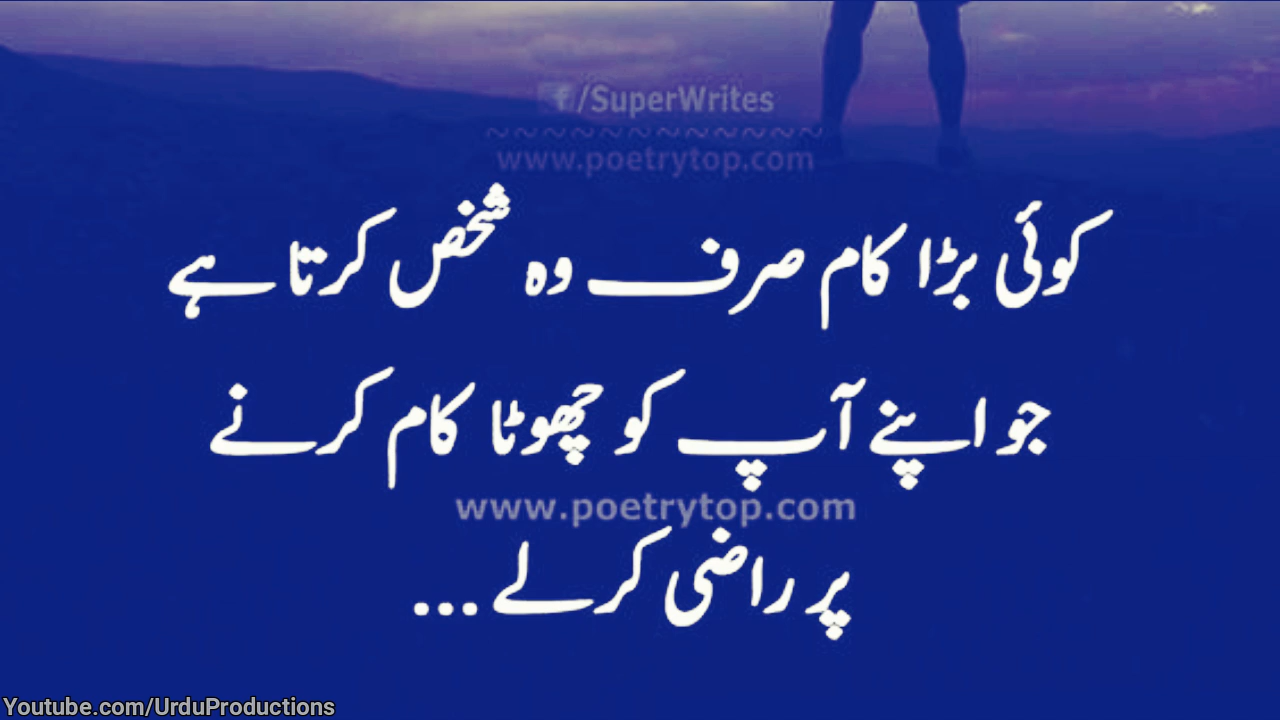 f/SuperWrites
~~~~~~~~~~~~
www.poetrytop.com
کوئی بڑا کام صرف وہ شخص کرتا ہے
جو اپنے آپ کو چھوٹا کام کرنے
www.poetrytop.com
پر راضی کر لے ...
Youtube.com/UrduProductions